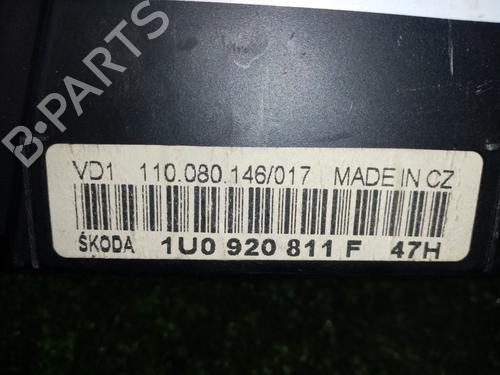 B-PARTS
VD1 110.080.146/017 MADE IN CZ
ŠKODA 1U0 920 811 F 47H